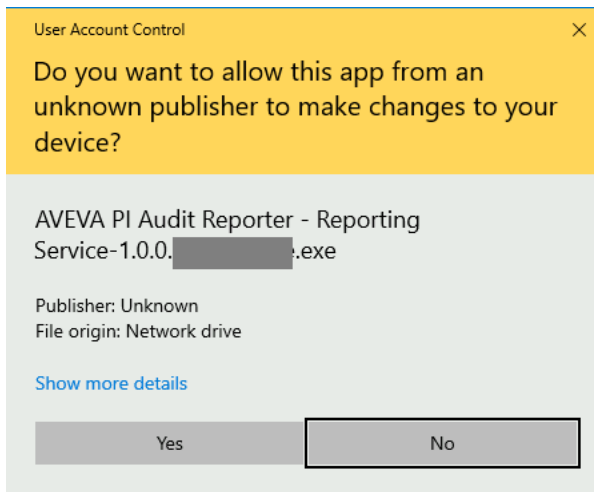 User Account Control
Do you want to allow this app from an
unknown publisher to make changes to your
device?
AVEVA PI Audit Reporter - Reporting
Service-1.0.0. .exe
Publisher: Unknown
File origin: Network drive
Show more details
Yes
No